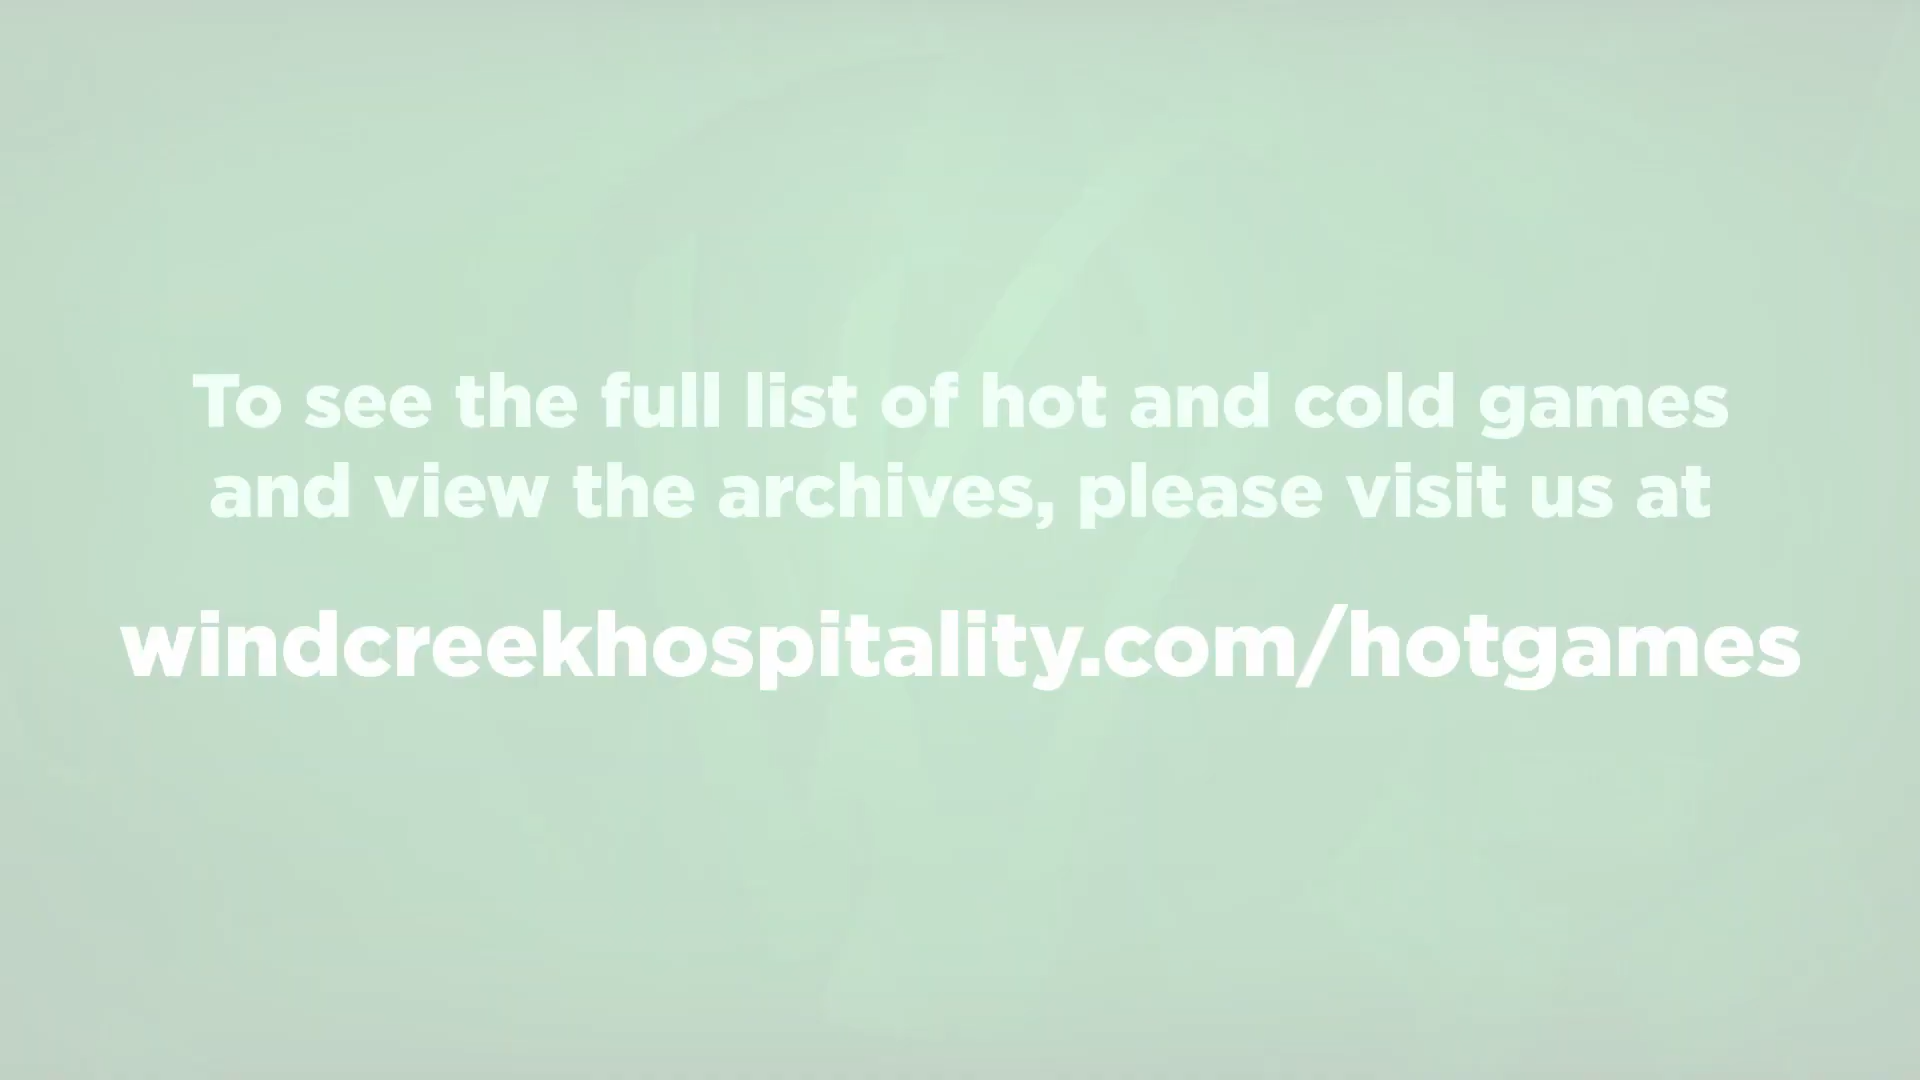 To see the full list of hot and cold games
and view the archives, please visit us at
windcreekhospitality.com/hotgames